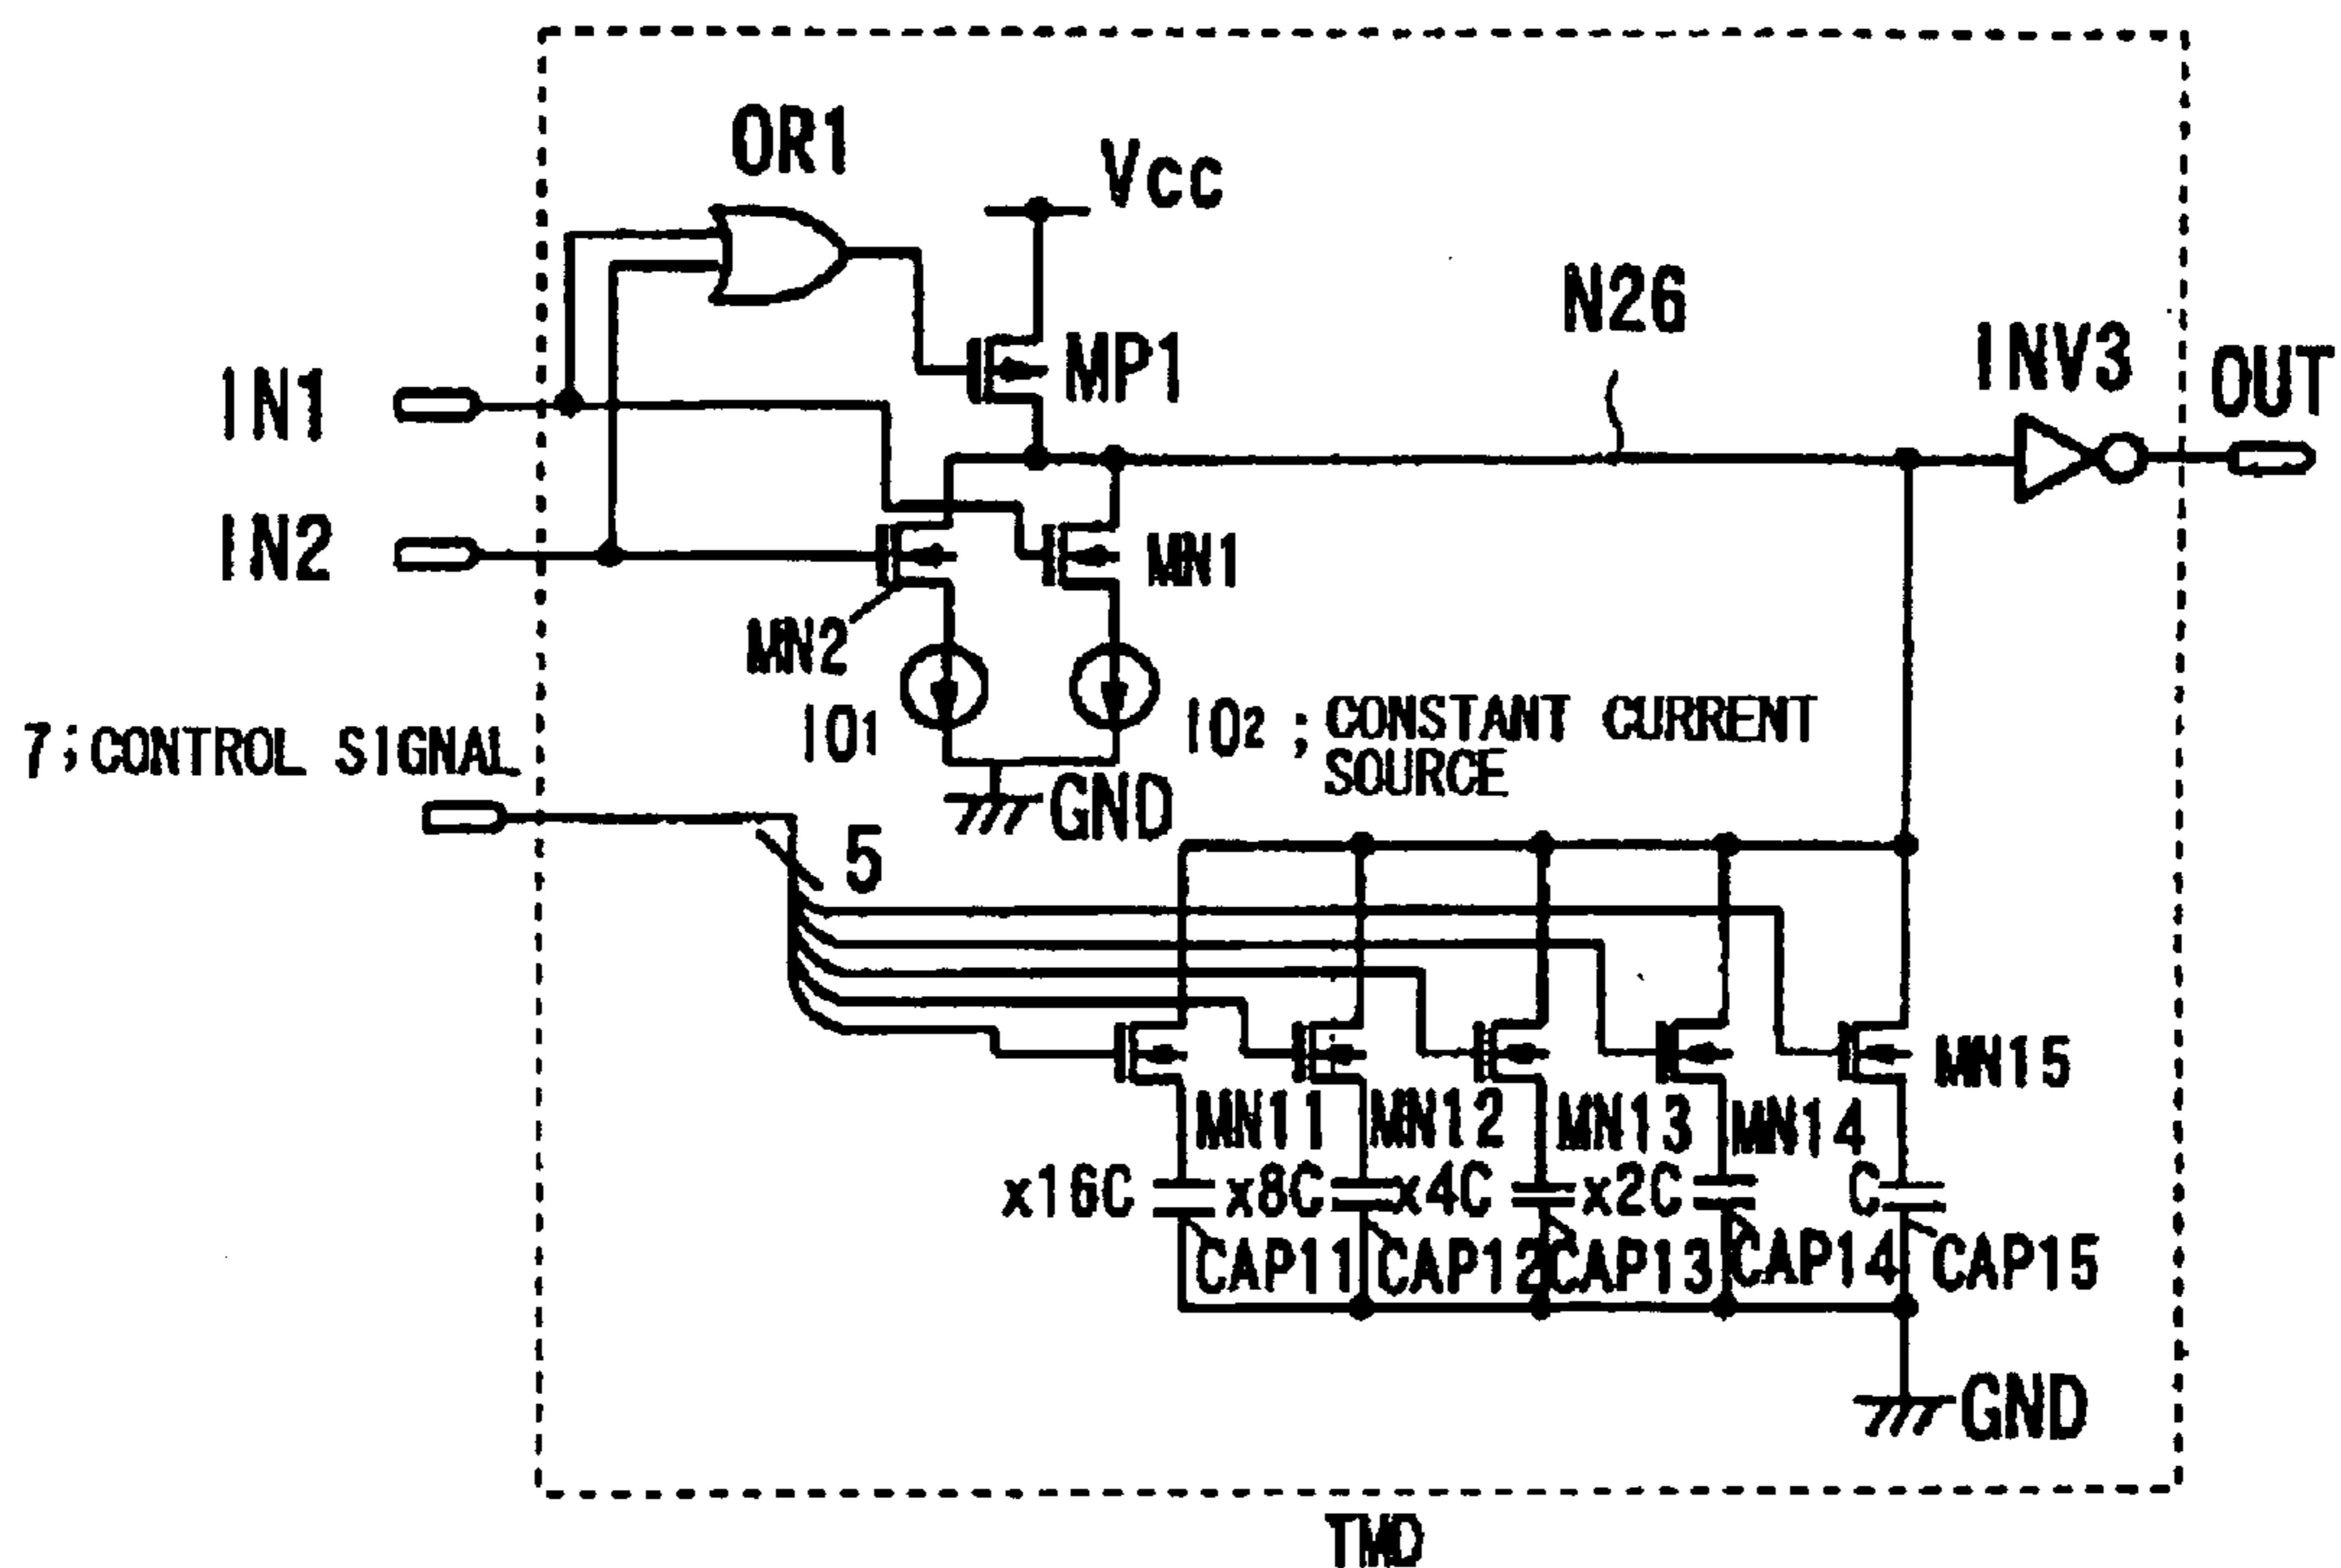 OR1
Vcc
N26
MP1
INV3
OUT
IN1
IN2
MN1
MN2
IO1
IO2 ; CONSTANT CURRENT
SOURCE
7;CONTROL SIGNAL
GND
5
MN15
MN11
MN12
MN13
MN14
x16C
x8C
x4C
x2C
C
CAP11
CAP12
CAP13
CAP14
CAP15
GND
TMD